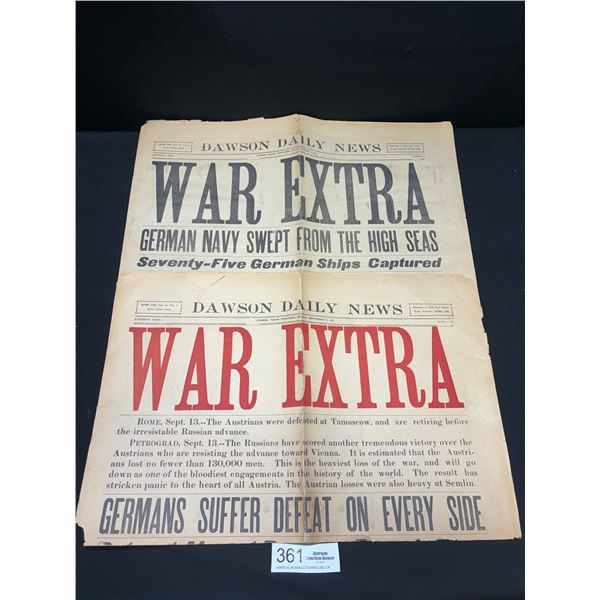 DAWSON DAILY NEWS
WAR EXTRA
GERMAN NAVY SWEPT FROM THE HIGH SEAS
Seventy-Five German Ships Captured
DAWSON DAILY NEWS
WAR EXTRA
ROME, Sept. 13.--The Austrians were defeated at Tamascow, and are retiring before
the irresistable Russian advance.
PETROGRAD, Sept. 13.--The Russians have scored another tremendous victory over the
Austrians who are resisting the advance toward Vienna. It is estimated that the Austri-
ans lost no fewer than 130,000 men. This is the heaviest loss of the war, and will go
down as one of the bloodiest engagements in the history of the world. The result has
stricken panic to the heart of all Austria. The Austrian losses were also heavy at Semlin.
GERMANS SUFFER DEFEAT ON EVERY SIDE
361